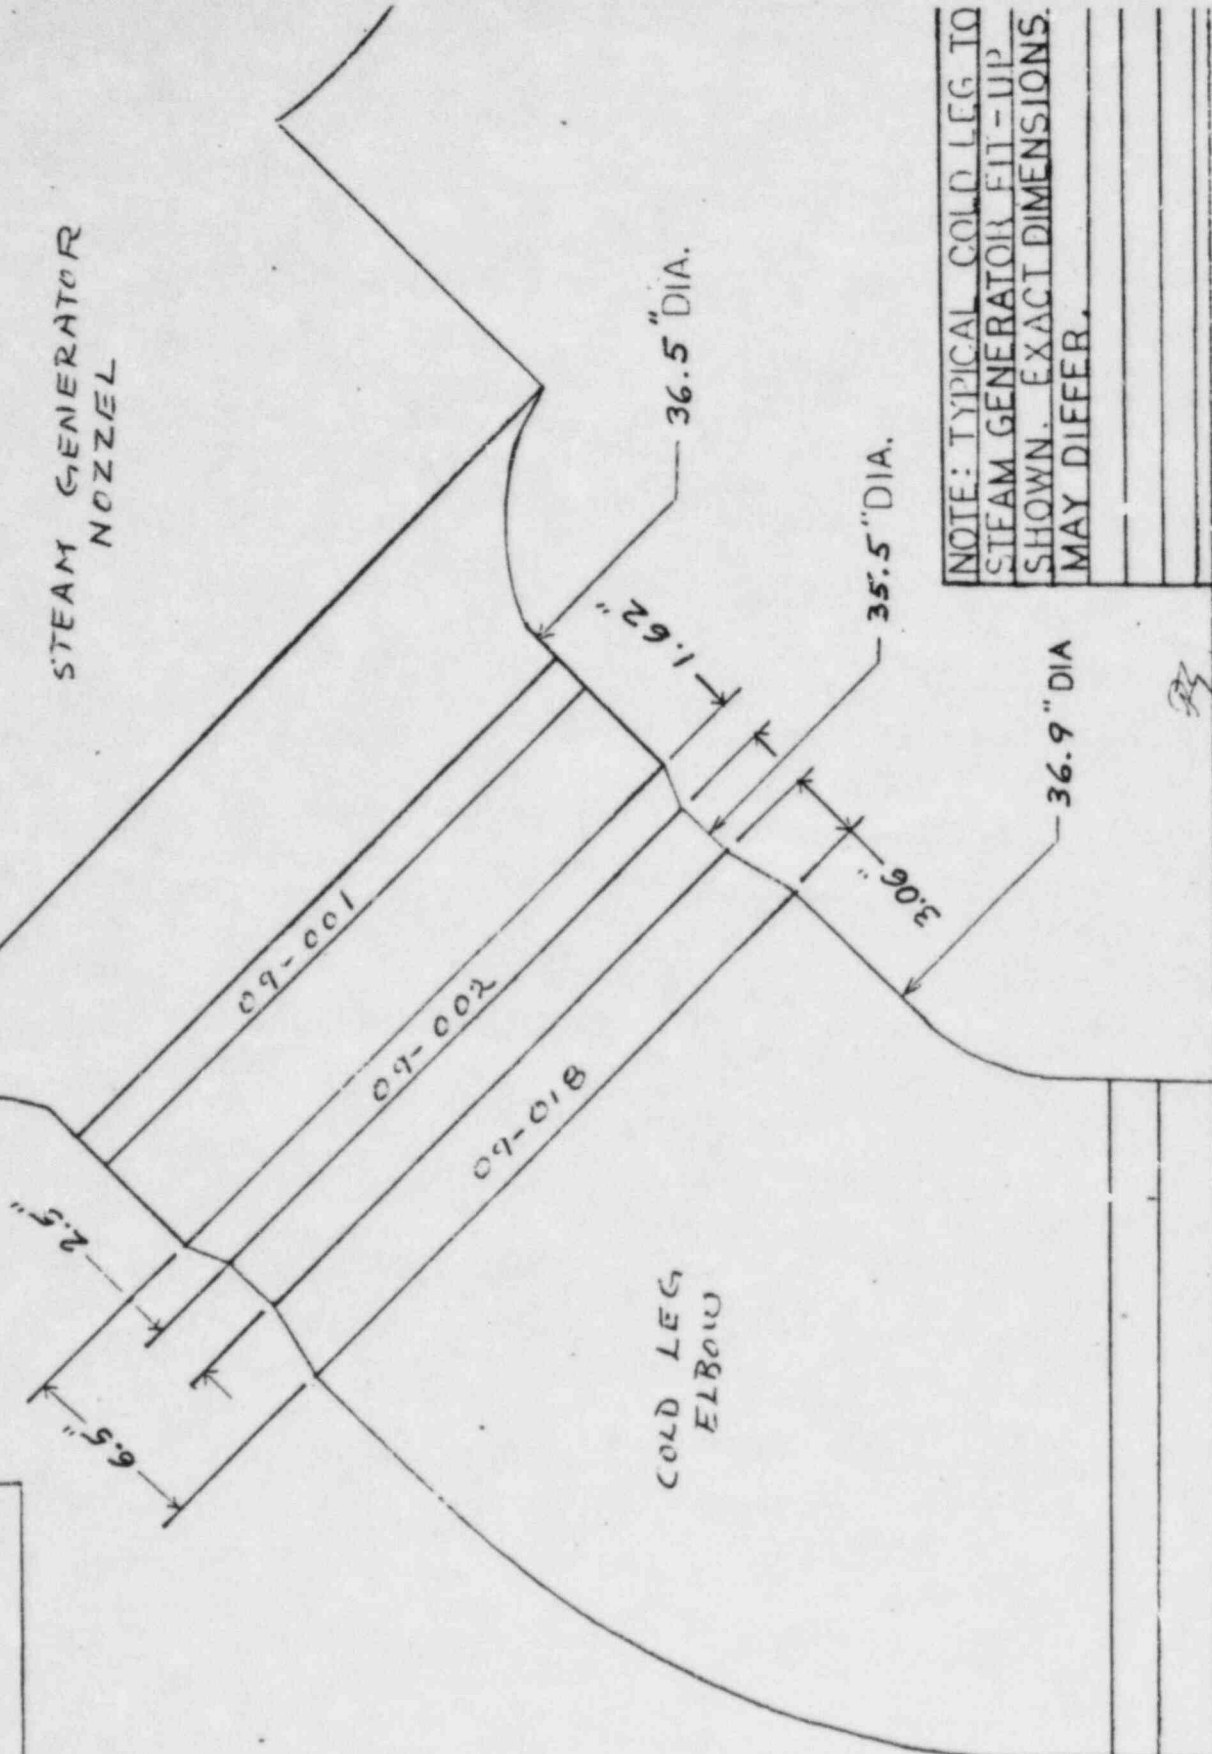 STEAM GENERATOR
NOZZEL
36.5" DIA.
1.62"
35.5" DIA.
3.06"
36.9" DIA
09-001
09-002
09-018
2.5"
6.5"
COLD LEG
ELBOW
NOTE: TYPICAL COLD LEG TO
STEAM GENERATOR FIT-UP
SHOWN. EXACT DIMENSIONS
MAY DIFFER.